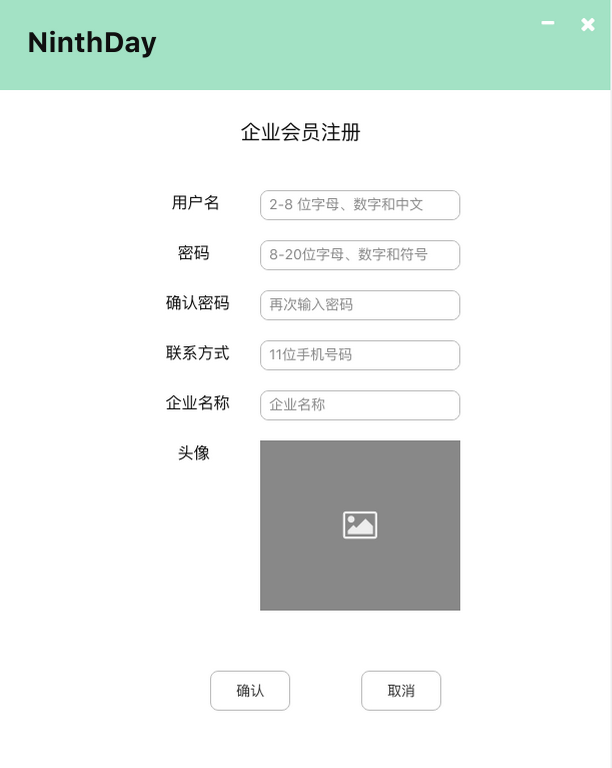 NinthDay
企业会员注册
用户名 2-8 位字母、数字和中文
密码 8-20位字母、数字和符号
确认密码 再次输入密码
联系方式 11位手机号码
企业名称 企业名称
头像
确认 取消